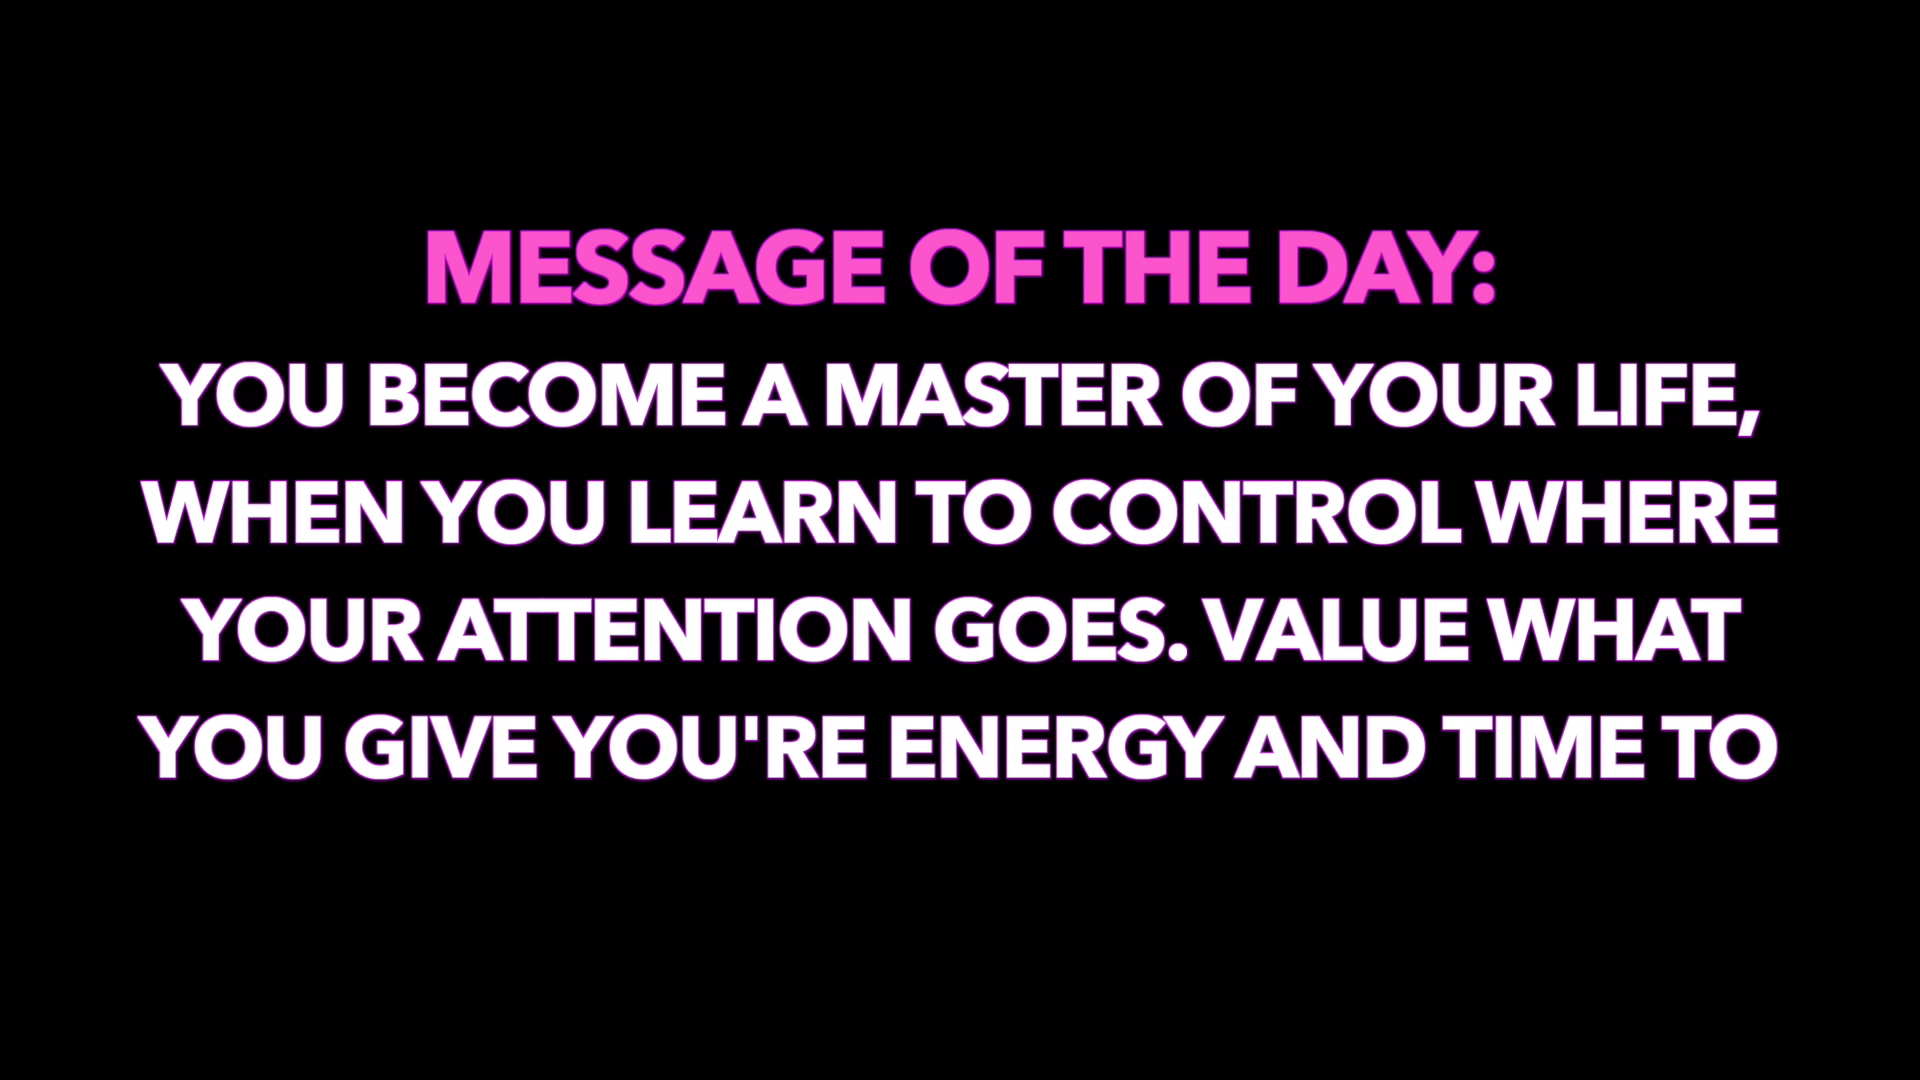 MESSAGE OF THE DAY:
YOU BECOME A MASTER OF YOUR LIFE,
WHEN YOU LEARN TO CONTROL WHERE
YOUR ATTENTION GOES. VALUE WHAT
YOU GIVE YOU'RE ENERGY AND TIME TO